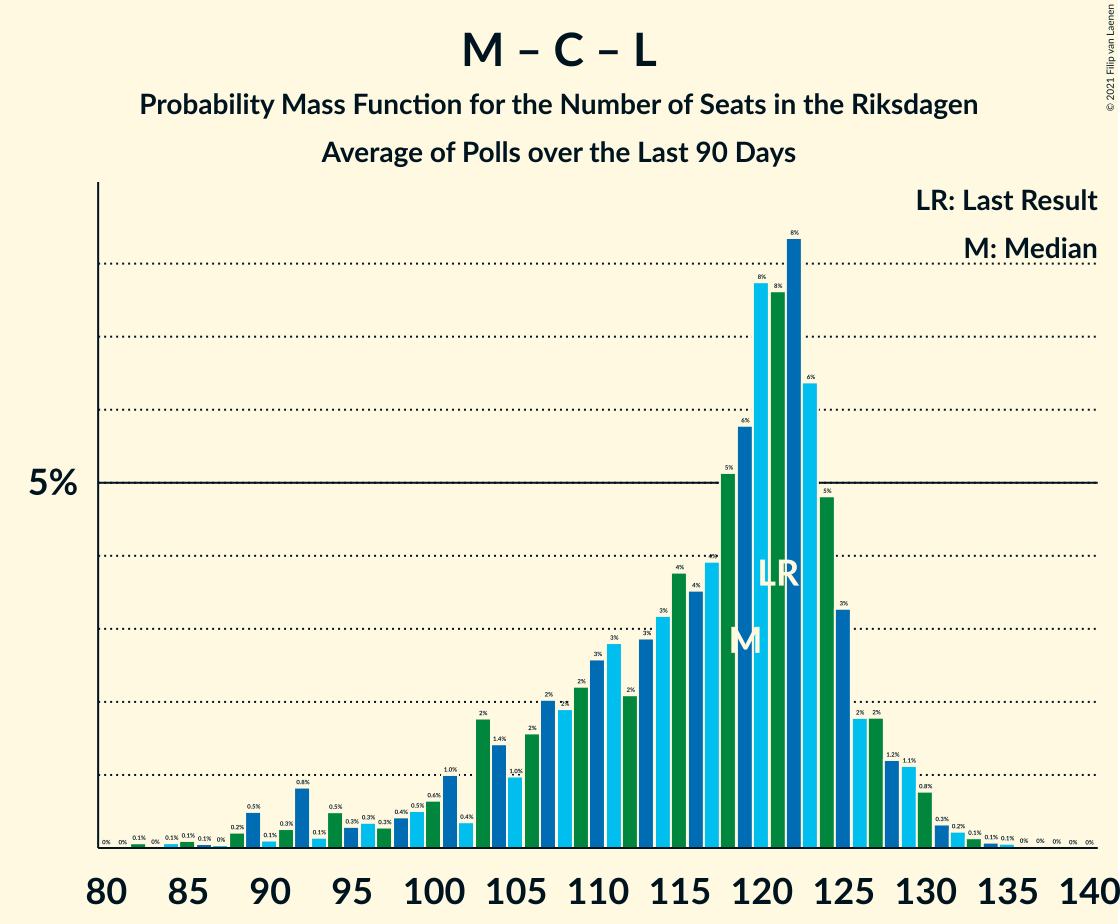 M – C – L
Probability Mass Function for the Number of Seats in the Riksdagen
Average of Polls over the Last 90 Days
© 2021 Filip van Laenen
LR: Last Result
M: Median
5%
0% 0% 0.1% 0% 0.1% 0.1% 0.1% 0% 0.2% 0.5% 0.1% 0.3% 0.8% 0.1% 0.5% 0.3% 0.3% 0.3% 0.4% 0.5% 0.6% 1.0% 0.4% 2% 1.4% 1.0% 2% 2% 2% 2% 3% 3% 2% 3% 3% 4% 4% 4% 5% 6% 8% 8% 8% 6% 5% 3% 2% 2% 1.2% 1.1% 0.8% 0.3% 0.2% 0.1% 0.1% 0.1% 0% 0% 0% 0% 0%
LR
M
80 85 90 95 100 105 110 115 120 125 130 135 140